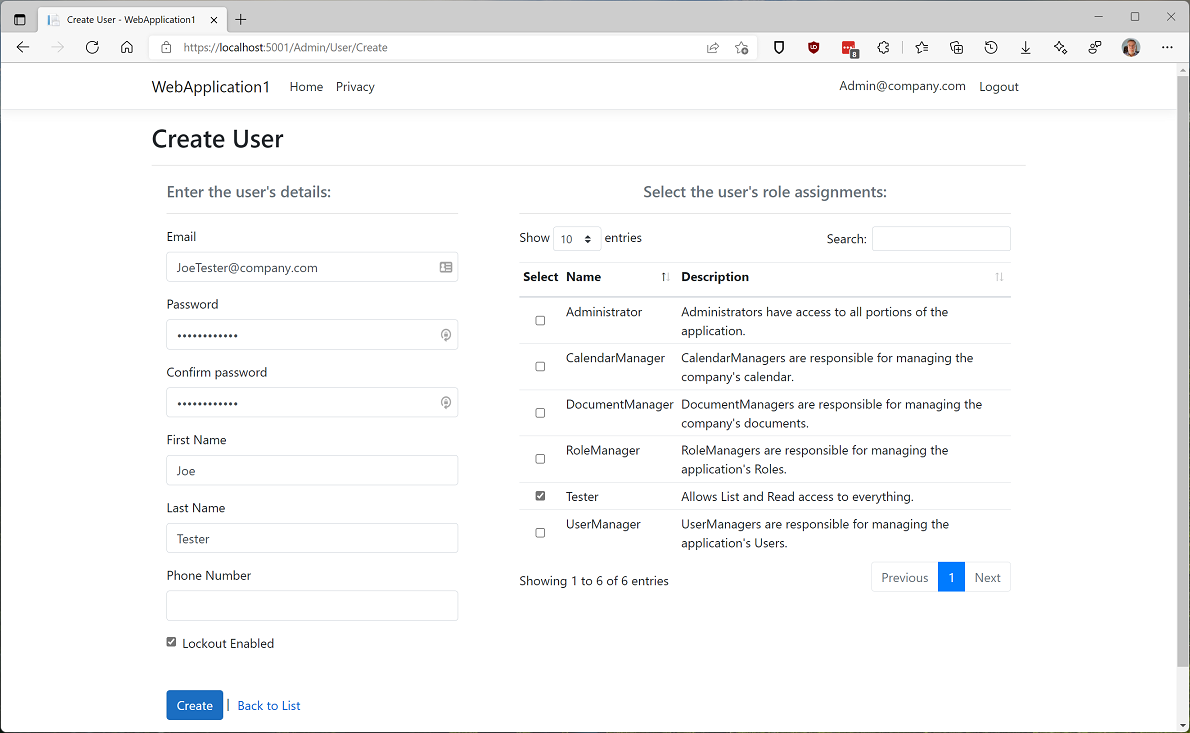 Create User - WebApplication1
https://localhost:5001/Admin/User/Create
8
WebApplication1 Home Privacy Admin@company.com Logout
Create User
Enter the user's details:
Email
JoeTester@company.com
Password
••••••••••••
Confirm password
••••••••••••
First Name
Joe
Last Name
Tester
Phone Number
Lockout Enabled
Create | Back to List
Select the user's role assignments:
Show 10 entries Search:
Select Name Description
Administrator Administrators have access to all portions of the
application.
CalendarManager CalendarManagers are responsible for managing the
company's calendar.
DocumentManager DocumentManagers are responsible for managing the
company's documents.
RoleManager RoleManagers are responsible for managing the
application's Roles.
Tester Allows List and Read access to everything.
UserManager UserManagers are responsible for managing the
application's Users.
Showing 1 to 6 of 6 entries Previous 1 Next